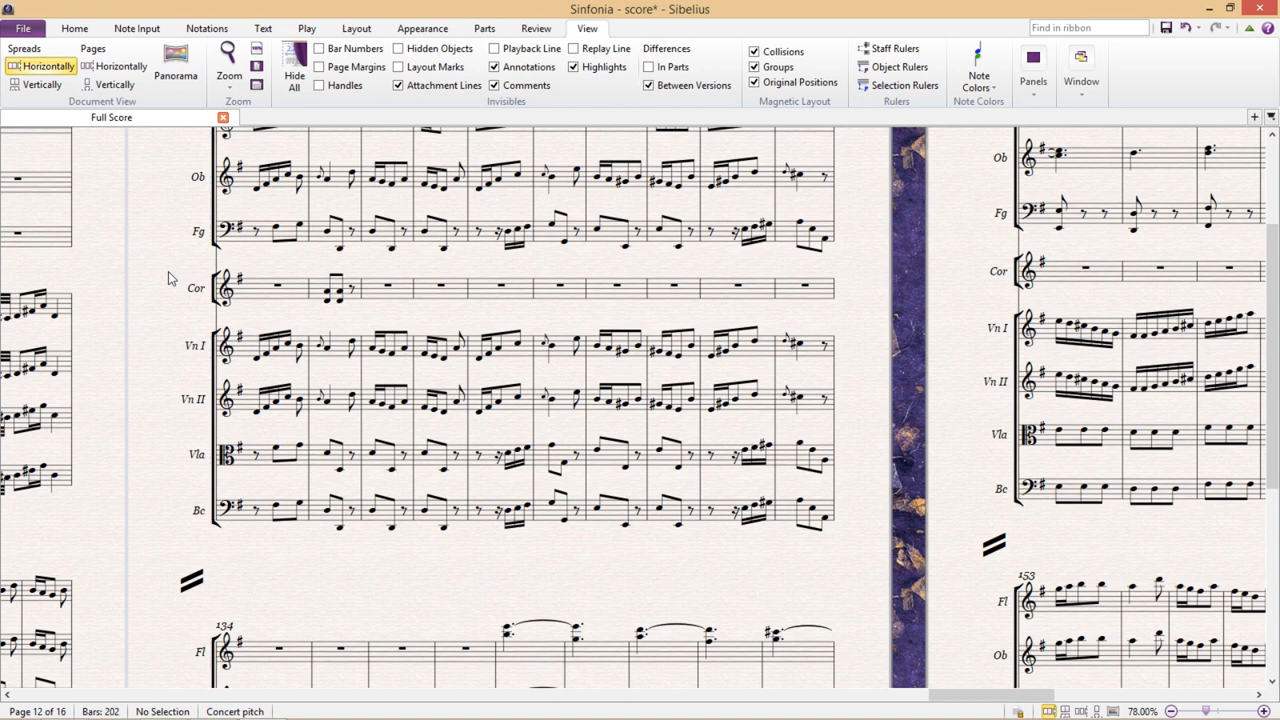 Sinfonia - score* - Sibelius
File Home Note Input Notations Text Play Layout Appearance Parts Review View Find in ribbon
Spreads Pages Bar Numbers Hidden Objects Playback Line Replay Line Differences Collisions Staff Rulers
Horizontally Horizontally Page Margins Layout Marks Annotations Highlights In Parts Groups Object Rulers
Vertically Vertically Panorama Zoom Hide All Handles Attachment Lines Comments Between Versions Original Positions Selection Rulers Note Colors Panels Window
Document View Zoom Invisibles Magnetic Layout Rulers Note Colors
Full Score
Ob
Fg
Cor
Vn I
Vn II
Vla
Bc
134
Fl
Ob
Fg
Cor
Vn I
Vn II
Vla
Bc
153
Fl
Ob
Page 12 of 16 Bars: 202 No Selection Concert pitch 78.00%